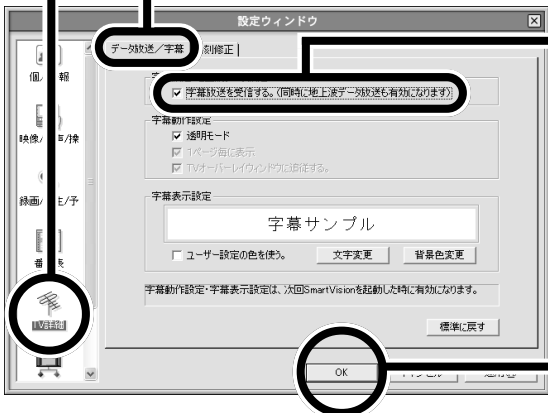 設定ウィンドウ
データ放送／字幕
刻修正
字幕放送を受信する。(同時に地上波データ放送も有効になります)
字幕動作設定
透明モード
1ページ毎に表示
TVオーバーレイウィンドウに追従する。
字幕表示設定
字幕サンプル
ユーザー設定の色を使う。
文字変更
背景色変更
字幕動作設定・字幕表示設定は、次回SmartVisionを起動した時に有効になります。
標準に戻す
TV詳細
OK